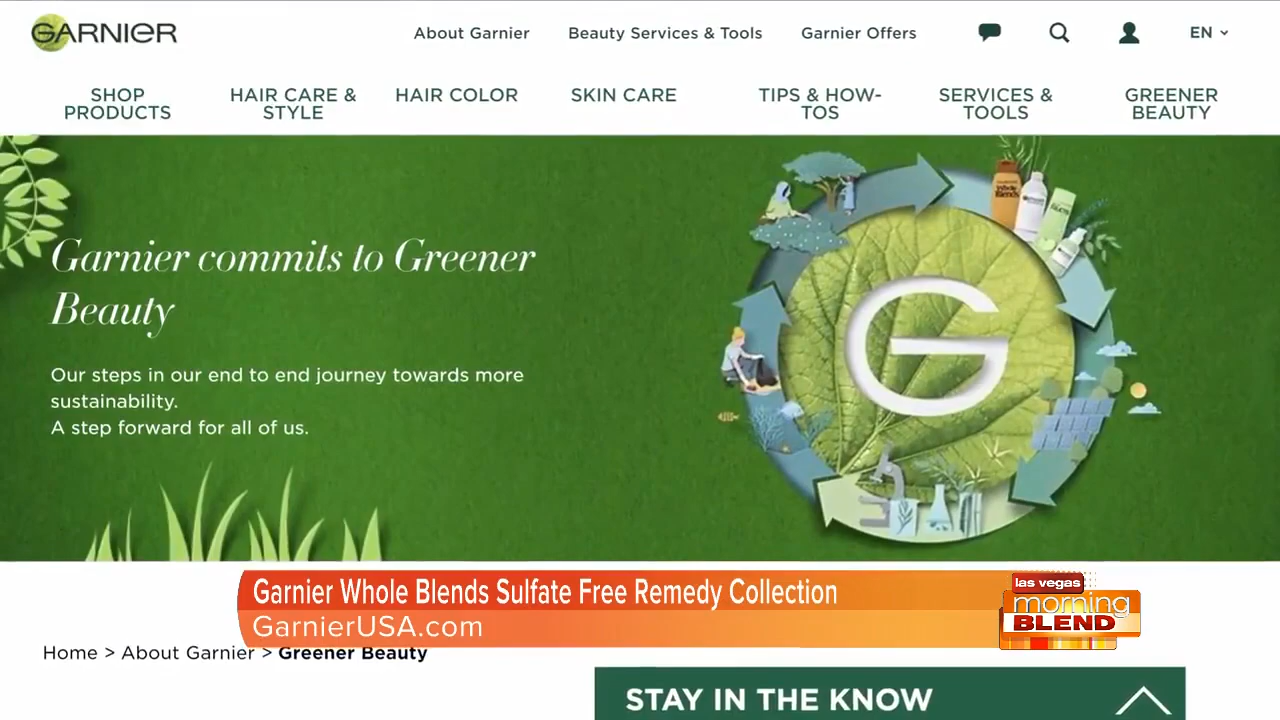 GARNIER
About Garnier
Beauty Services & Tools
Garnier Offers
EN
SHOP
PRODUCTS
HAIR CARE &
STYLE
HAIR COLOR
SKIN CARE
TIPS & HOW-
TOS
SERVICES &
TOOLS
GREENER
BEAUTY
Garnier commits to Greener
Beauty
Our steps in our end to end journey towards more
sustainability.
A step forward for all of us.
Whole
Blends
G
Garnier Whole Blends Sulfate Free Remedy Collection
GarnierUSA.com
las vegas
morning
BLEND
Home > About Garnier > Greener Beauty
STAY IN THE KNOW